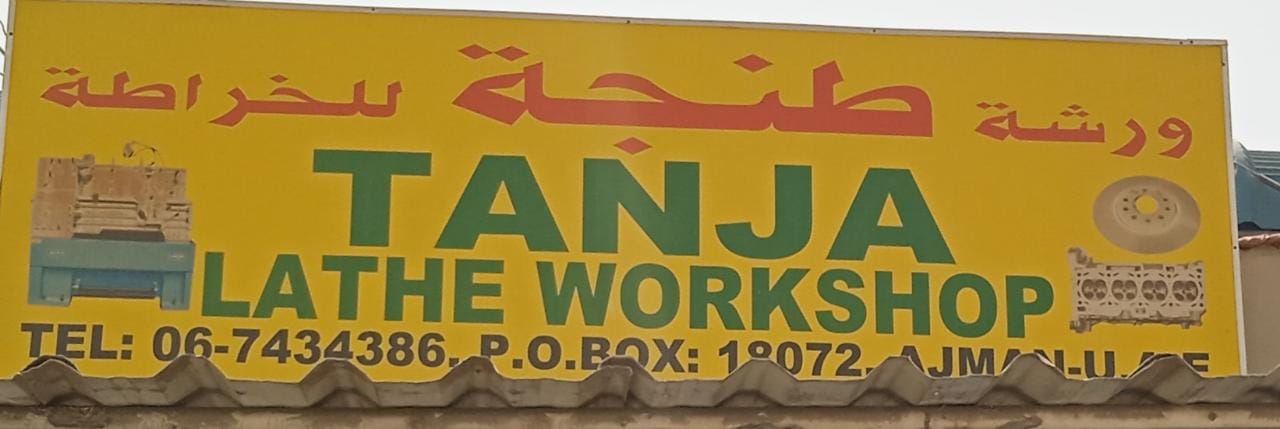 ورشة طنجة للخراطة
TANJA
LATHE WORKSHOP
TEL: 06-7434386, P.O.BOX: 18072, AJMAN-U.A.E